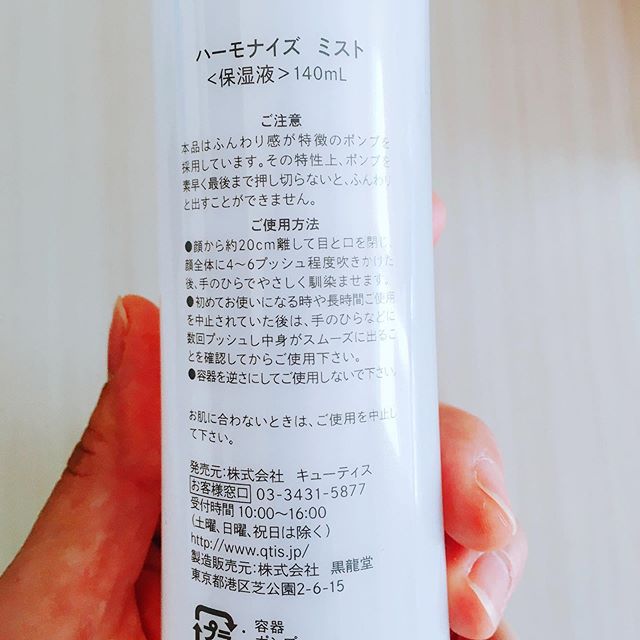 ハーモナイズ ミスト
<保湿液>140mL
ご注意
本品はふんわり感が特徴のポンプを
採用しています。その特性上、ポンプを
素早く最後まで押し切らないと、ふんわり
と出すことができません。
ご使用方法
●顔から約20cm離して目と口を閉じ、
顔全体に4〜6プッシュ程度吹きかけた
後、手のひらでやさしく馴染ませます。
●初めてお使いになる時や長時間ご使用
を中止されていた後は、手のひらなどに
数回プッシュし中身がスムーズに出るこ
とを確認してからご使用下さい。
●容器を逆さにしてご使用しないで下さい。
お肌に合わないときは、ご使用を中止し
て下さい。
発売元:株式会社 キューティス
お客様窓口 03-3431-5877
受付時間 10:00〜16:00
(土曜、日曜、祝日は除く)
http://www.qtis.jp/
製造販売元:株式会社 黒龍堂
東京都港区芝公園2-6-15
プラ
容器
ポンプ